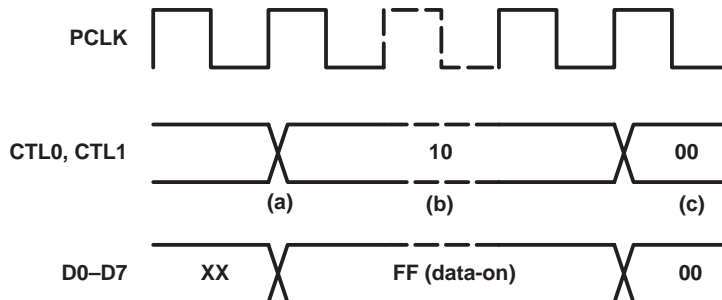 PCLK
CTL0, CTL1 10 00
(a) (b) (c)
D0–D7 XX FF (data-on) 00